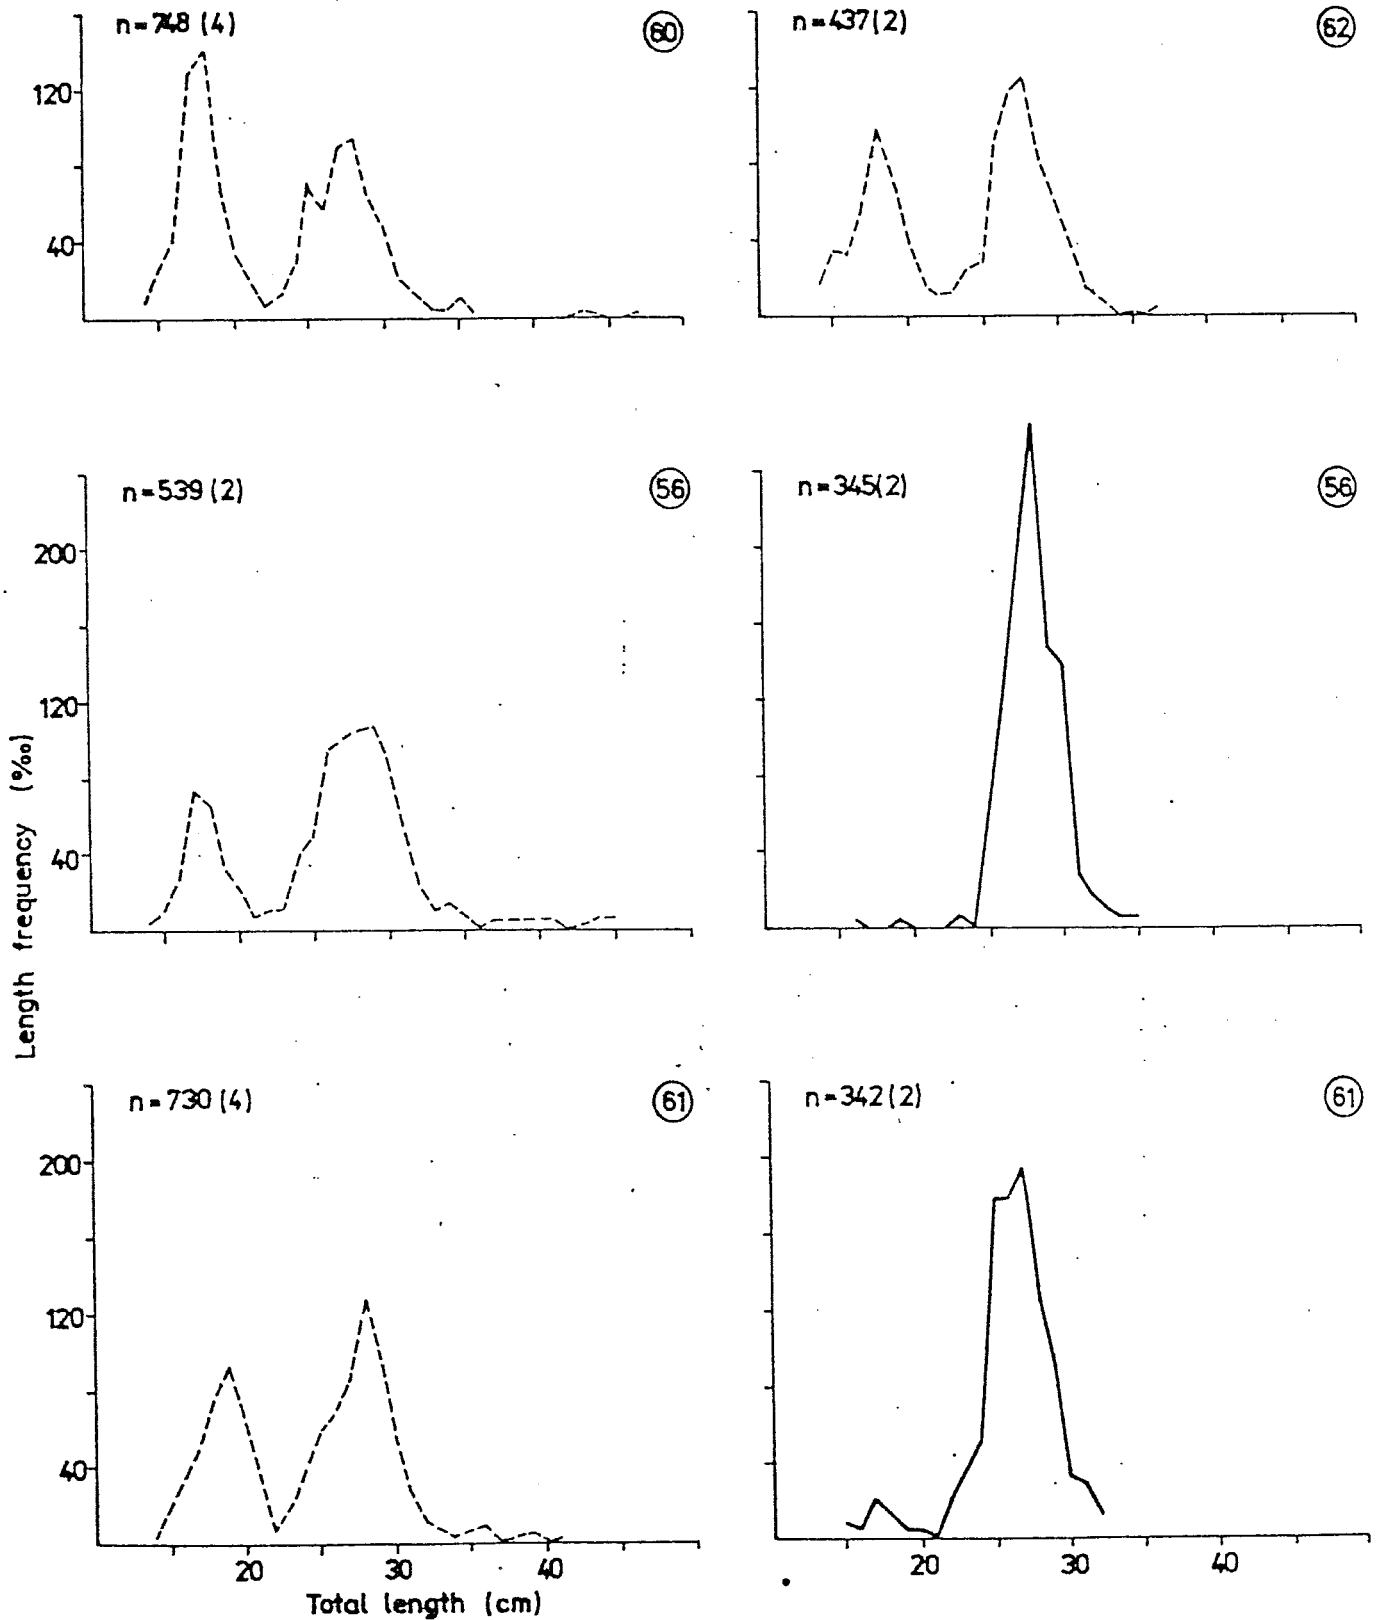 n=748 (4)
60
n=437(2)
62
120
40
n=539 (2)
56
n=345(2)
56
200
120
40
Length frequency (‰)
n=730 (4)
61
n=342(2)
61
200
120
40
20 30 40
20 30 40
Total length (cm)